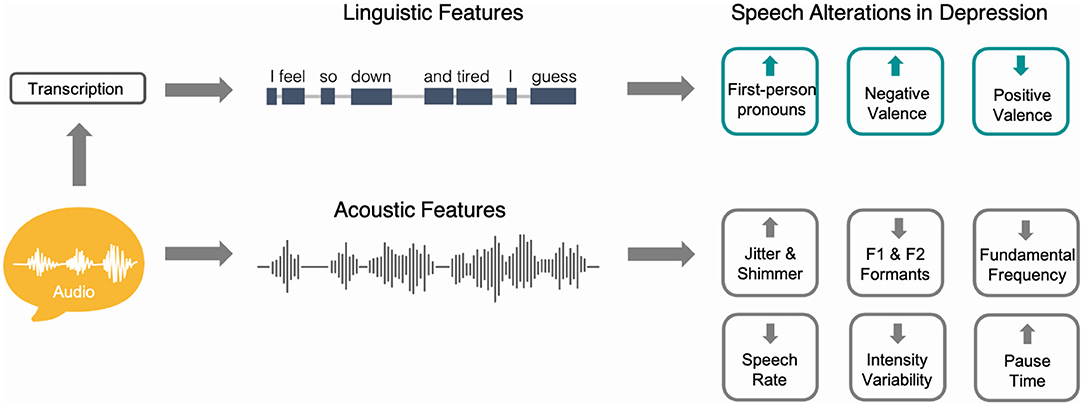 Linguistic Features
Speech Alterations in Depression
Transcription
I feel so down and tired I guess
First-person
pronouns
Negative
Valence
Positive
Valence
Acoustic Features
Audio
Jitter &
Shimmer
F1 & F2
Formants
Fundamental
Frequency
Speech
Rate
Intensity
Variability
Pause
Time